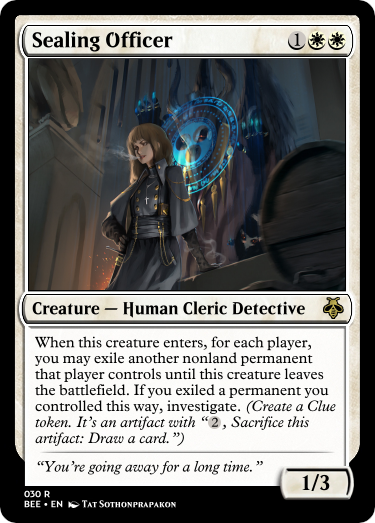 Sealing Officer 1
Creature — Human Cleric Detective
When this creature enters, for each player,
you may exile another nonland permanent
that player controls until this creature leaves
the battlefield. If you exiled a permanent you
controlled this way, investigate. (Create a Clue
token. It's an artifact with “2, Sacrifice this
artifact: Draw a card.”)
“You're going away for a long time.”
1/3
030 R
BEE • EN Tat Sothonprapakon